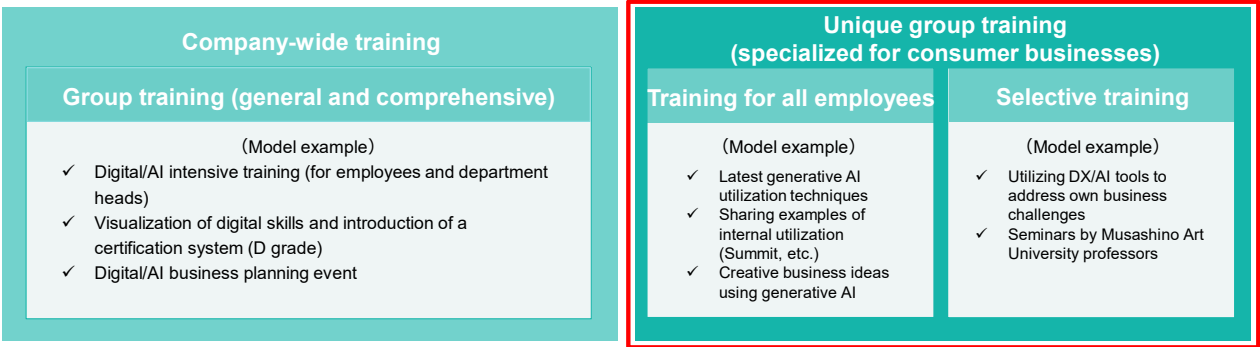 Company-wide training
Group training (general and comprehensive)
（Model example）
✓ Digital/AI intensive training (for employees and department
heads)
✓ Visualization of digital skills and introduction of a
certification system (D grade)
✓ Digital/AI business planning event
Unique group training
(specialized for consumer businesses)
Training for all employees
（Model example）
✓ Latest generative AI
utilization techniques
✓ Sharing examples of
internal utilization
(Summit, etc.)
✓ Creative business ideas
using generative AI
Selective training
（Model example）
✓ Utilizing DX/AI tools to
address own business
challenges
✓ Seminars by Musashino Art
University professors